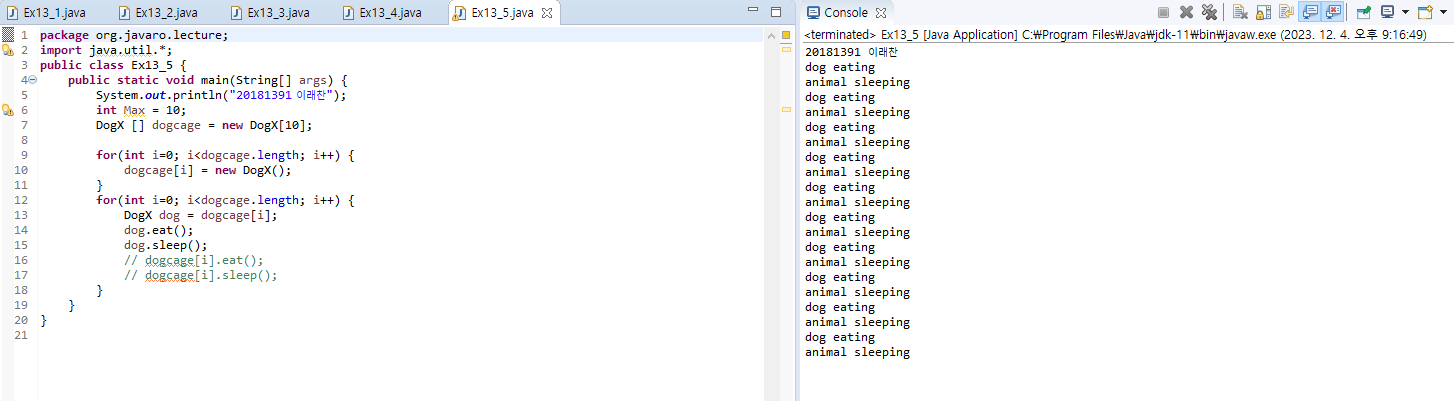 Ex13_1.java Ex13_2.java Ex13_3.java Ex13_4.java Ex13_5.java
1 package org.javaro.lecture;
2 import java.util.*;
3 public class Ex13_5 {
4 public static void main(String[] args) {
5 System.out.println("20181391 이래찬");
6 int Max = 10;
7 DogX [] dogcage = new DogX[10];
8
9 for(int i=0; i<dogcage.length; i++) {
10 dogcage[i] = new DogX();
11 }
12 for(int i=0; i<dogcage.length; i++) {
13 DogX dog = dogcage[i];
14 dog.eat();
15 dog.sleep();
16 // dogcage[i].eat();
17 // dogcage[i].sleep();
18 }
19 }
20 }
21
Console
<terminated> Ex13_5 [Java Application] C:₩Program Files₩Java₩jdk-11₩bin₩javaw.exe (2023. 12. 4. 오후 9:16:49)
20181391 이래찬
dog eating
animal sleeping
dog eating
animal sleeping
dog eating
animal sleeping
dog eating
animal sleeping
dog eating
animal sleeping
dog eating
animal sleeping
dog eating
animal sleeping
dog eating
animal sleeping
dog eating
animal sleeping
dog eating
animal sleeping